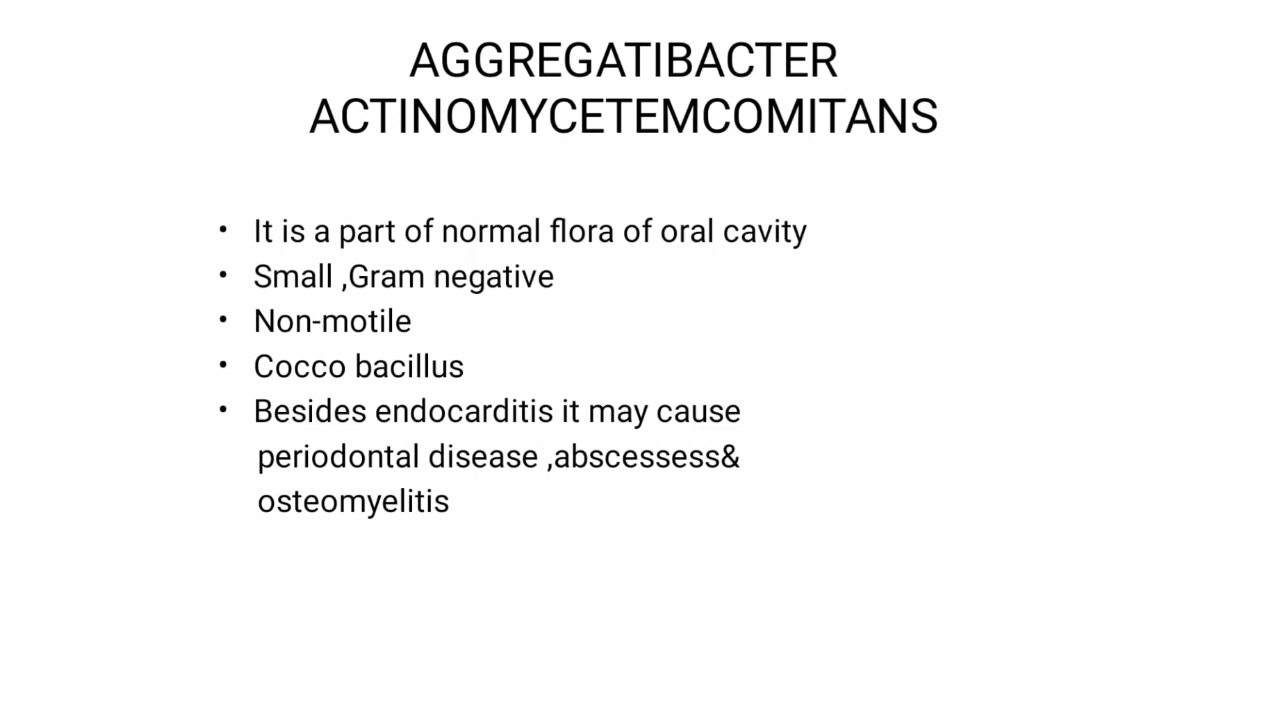 AGGREGATIBACTER
ACTINOMYCETEMCOMITANS
• It is a part of normal flora of oral cavity
• Small ,Gram negative
• Non-motile
• Cocco bacillus
• Besides endocarditis it may cause
periodontal disease ,abscessess&
osteomyelitis